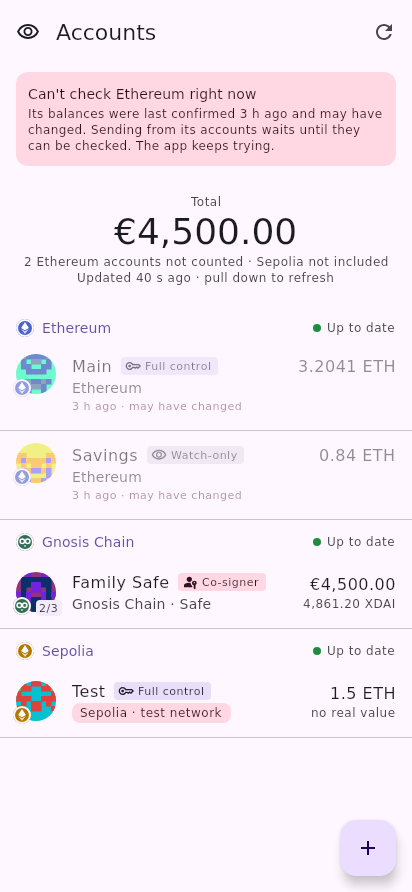 Accounts
Can't check Ethereum right now
Its balances were last confirmed 3 h ago and may have
changed. Sending from its accounts waits until they
can be checked. The app keeps trying.
Total
€4,500.00
2 Ethereum accounts not counted · Sepolia not included
Updated 40 s ago · pull down to refresh
Ethereum
Up to date
Main
Full control
3.2041 ETH
Ethereum
3 h ago · may have changed
Savings
Watch-only
0.84 ETH
Ethereum
3 h ago · may have changed
Gnosis Chain
Up to date
Family Safe
Co-signer
€4,500.00
2/3
Gnosis Chain · Safe
4,861.20 XDAI
Sepolia
Up to date
Test
Full control
1.5 ETH
Sepolia · test network
no real value